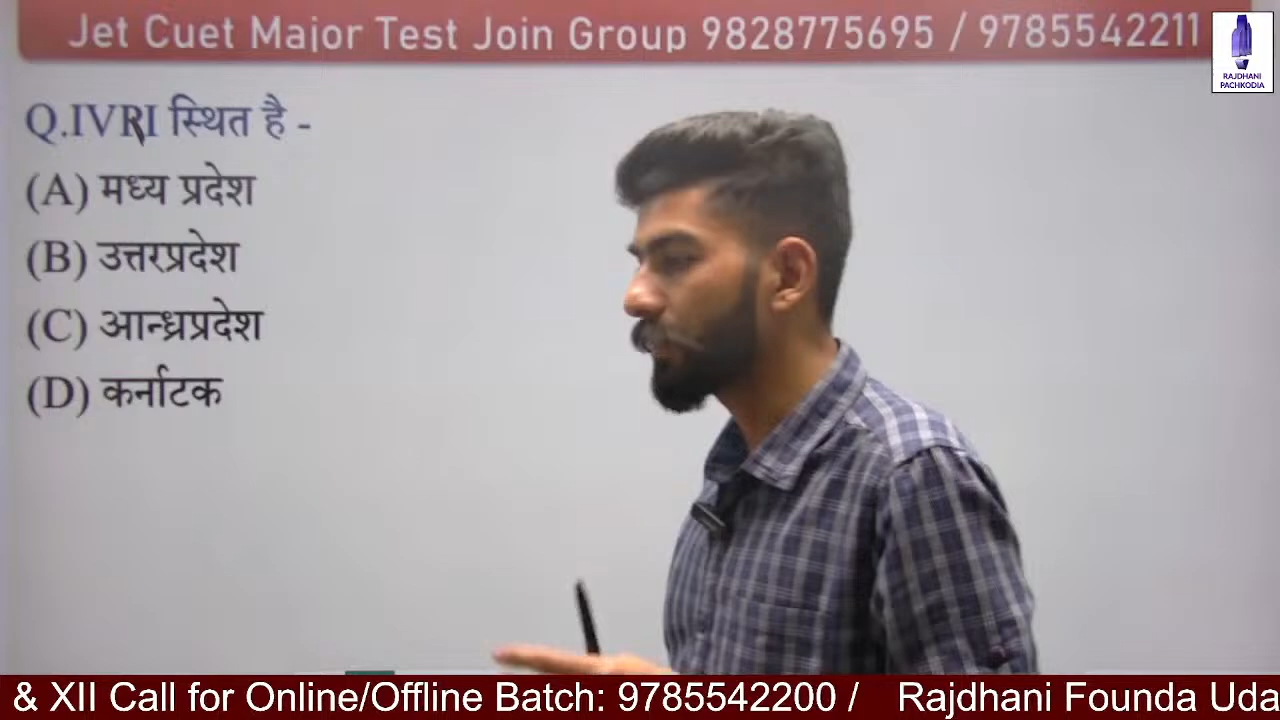 Jet Cuet Major Test Join Group 9828775695 / 9785542211
RAJDHANI
PACHKODIA
Q.IVRI स्थित है -
(A) मध्य प्रदेश
(B) उत्तरप्रदेश
(C) आन्ध्रप्रदेश
(D) कर्नाटक
& XII Call for Online/Offline Batch: 9785542200 / Rajdhani Founda Uda